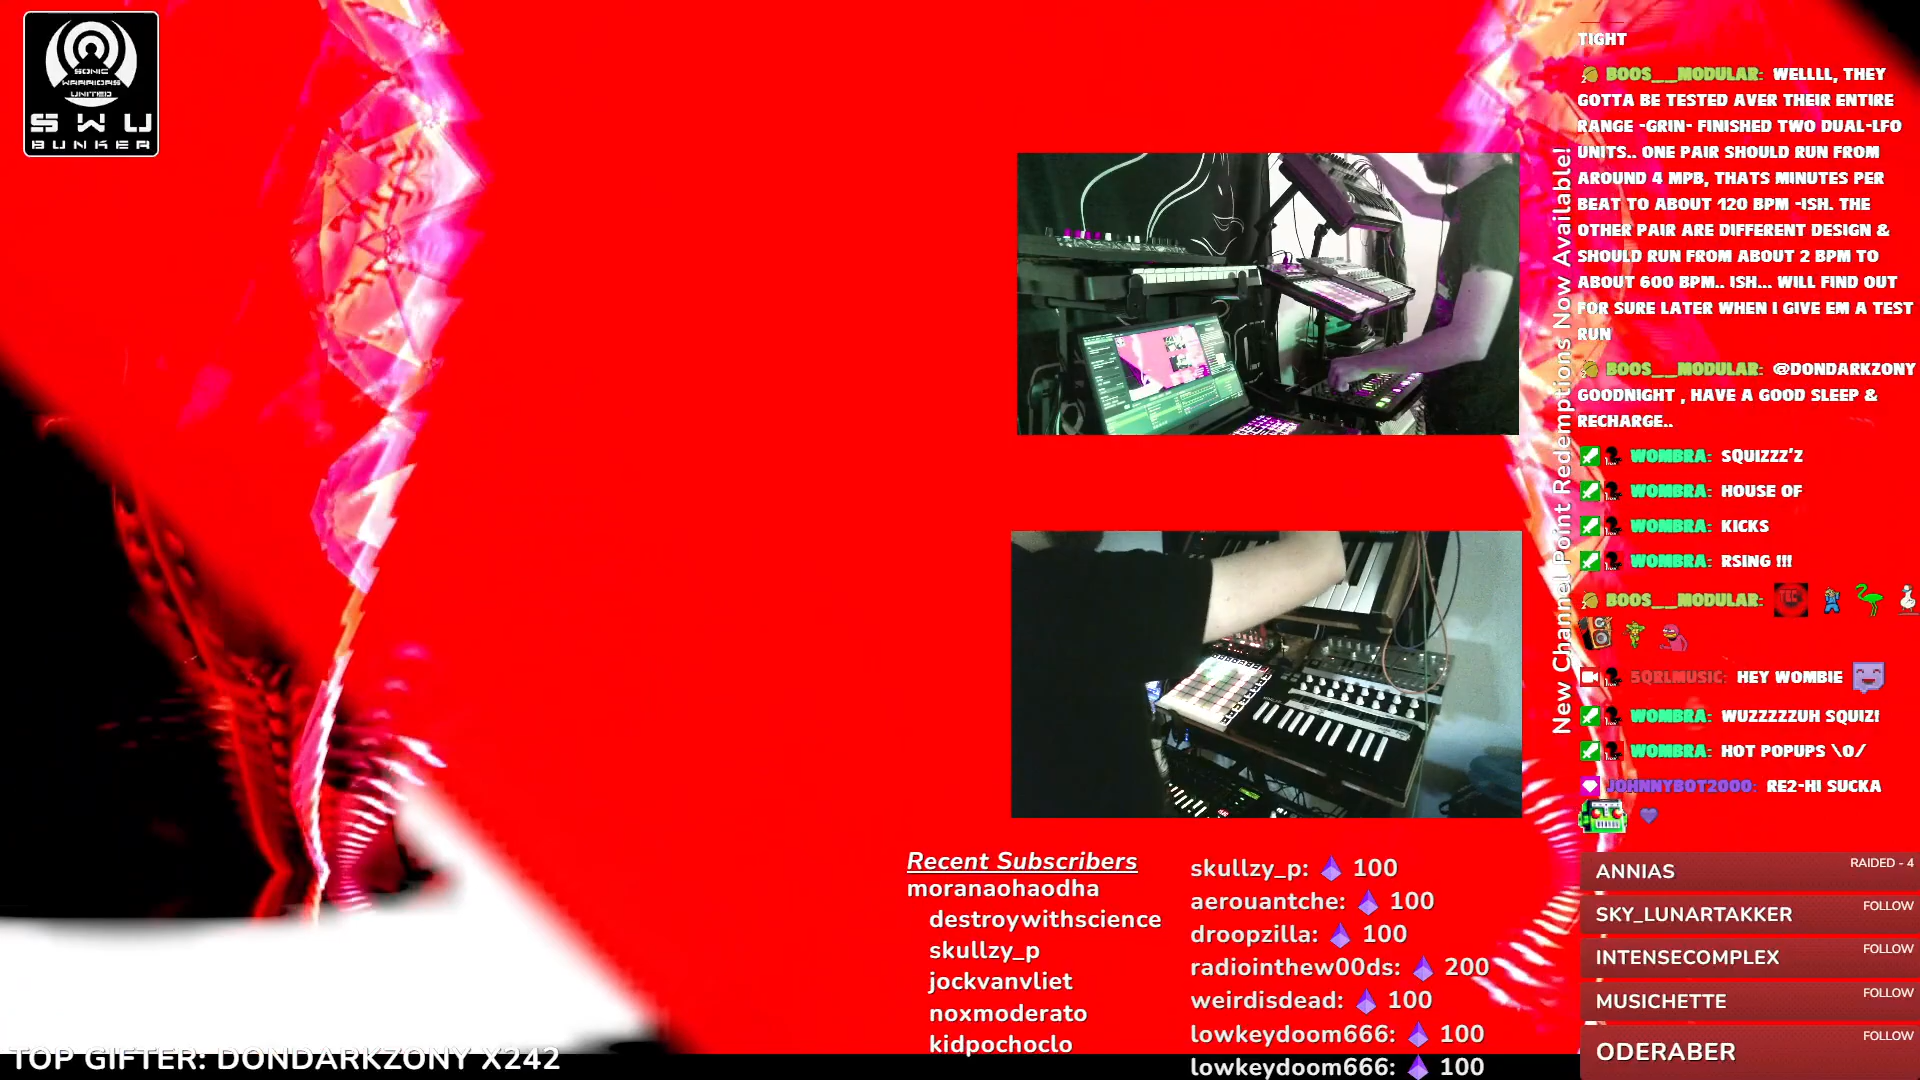 SONIC
WARRIORS
UNITED
SWU
BUNKER
TIGHT
BOOS__MODULAR: WELLLL, THEY
GOTTA BE TESTED AVER THEIR ENTIRE
RANGE -GRIN- FINISHED TWO DUAL-LFO
UNITS.. ONE PAIR SHOULD RUN FROM
AROUND 4 MPB, THATS MINUTES PER
BEAT TO ABOUT 120 BPM -ISH. THE
OTHER PAIR ARE DIFFERENT DESIGN &
SHOULD RUN FROM ABOUT 2 BPM TO
ABOUT 600 BPM.. ISH... WILL FIND OUT
FOR SURE LATER WHEN I GIVE EM A TEST
RUN
BOOS__MODULAR: @DONDARKZONY
GOODNIGHT , HAVE A GOOD SLEEP &
RECHARGE..
WOMBRA: SQUIZZZ'Z
WOMBRA: HOUSE OF
WOMBRA: KICKS
WOMBRA: RSING !!!
BOOS__MODULAR:
5QRLMUSIC: HEY WOMBIE
WOMBRA: WUZZZZZUH SQUIZ!
WOMBRA: HOT POPUPS \O/
JOHNNYBOT2000: RE2-HI SUCKA
New Channel Point Redemptions Now Available!
Recent Subscribers
moranaohaodha
destroywithscience
skullzy_p
jockvanvliet
noxmoderato
kidpochoclo
skullzy_p: 100
aerouantche: 100
droopzilla: 100
radiointhew00ds: 200
weirdisdead: 100
lowkeydoom666: 100
lowkeydoom666: 100
ANNIAS RAIDED - 4
SKY_LUNARTAKKER FOLLOW
INTENSECOMPLEX FOLLOW
MUSICHETTE FOLLOW
ODERABER FOLLOW
TOP GIFTER: DONDARKZONY X242